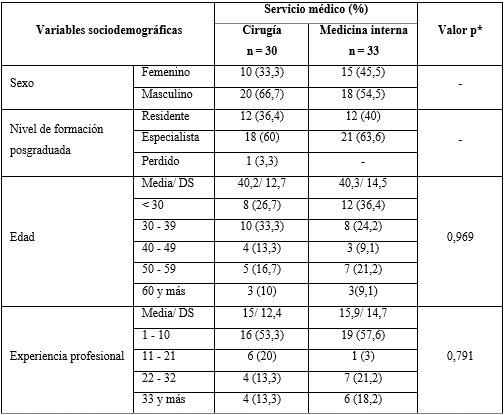 Variables sociodemográficas Servicio médico (%) Valor p*
Cirugía Medicina interna
n = 30 n = 33
Sexo Femenino 10 (33,3) 15 (45,5) -
Masculino 20 (66,7) 18 (54,5)
Nivel de formación posgraduada Residente 12 (36,4) 12 (40) -
Especialista 18 (60) 21 (63,6)
Perdido 1 (3,3) -
Edad Media/ DS 40,2/ 12,7 40,3/ 14,5 0,969
< 30 8 (26,7) 12 (36,4)
30 - 39 10 (33,3) 8 (24,2)
40 - 49 4 (13,3) 3 (9,1)
50 - 59 5 (16,7) 7 (21,2)
60 y más 3 (10) 3(9,1)
Experiencia profesional Media/ DS 15/ 12,4 15,9/ 14,7 0,791
1 - 10 16 (53,3) 19 (57,6)
11 - 21 6 (20) 1 (3)
22 - 32 4 (13,3) 7 (21,2)
33 y más 4 (13,3) 6 (18,2)